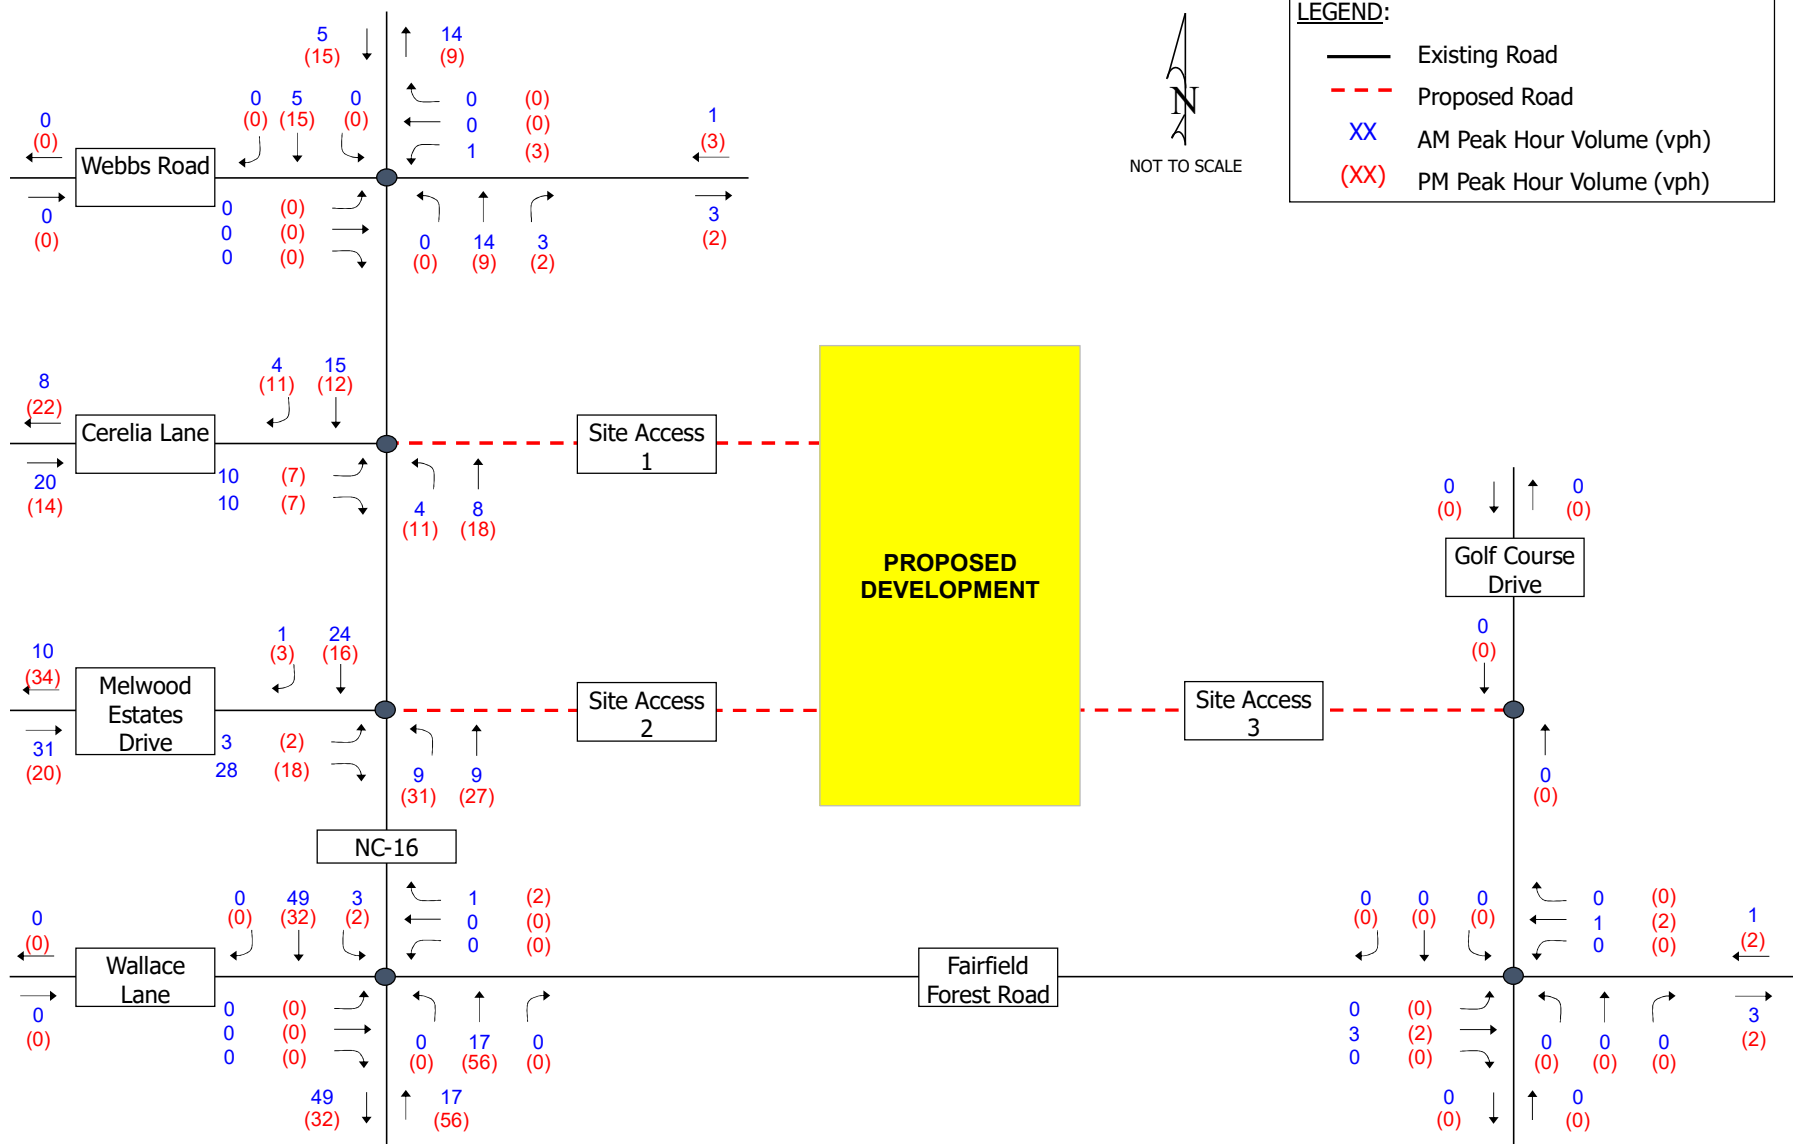 LEGEND:
Existing Road
Proposed Road
XX AM Peak Hour Volume (vph)
(XX) PM Peak Hour Volume (vph)
N
NOT TO SCALE
5 14
(15) (9)
0 5 0
(0) (15) (0)
0 (0)
0 (0)
1 (3)
0
(0)
1
(3)
Webbs Road
0
(0)
0 (0)
0 (0)
0 (0)
0 14 3
(0) (9) (2)
3
(2)
4 15
(11) (12)
8
(22)
Cerelia Lane
Site Access
1
20
(14)
10 (7)
10 (7)
4 8
(11) (18)
PROPOSED
DEVELOPMENT
0 0
(0) (0)
Golf Course
Drive
1 24
(3) (16)
10
(34)
Melwood
Estates
Drive
Site Access
2
Site Access
3
0
(0)
31
(20)
3 (2)
28 (18)
9 9
(31) (27)
0
(0)
NC-16
0 49 3
(0) (32) (2)
1 (2)
0 (0)
0 (0)
0
(0)
Wallace
Lane
0
(0)
0 (0)
0 (0)
0 (0)
0 17 0
(0) (56) (0)
49 17
(32) (56)
Fairfield
Forest Road
0 0 0
(0) (0) (0)
0 (0)
1 (2)
0 (0)
1
(2)
0 (0)
3 (2)
0 (0)
0 0 0
(0) (0) (0)
3
(2)
0 0
(0) (0)